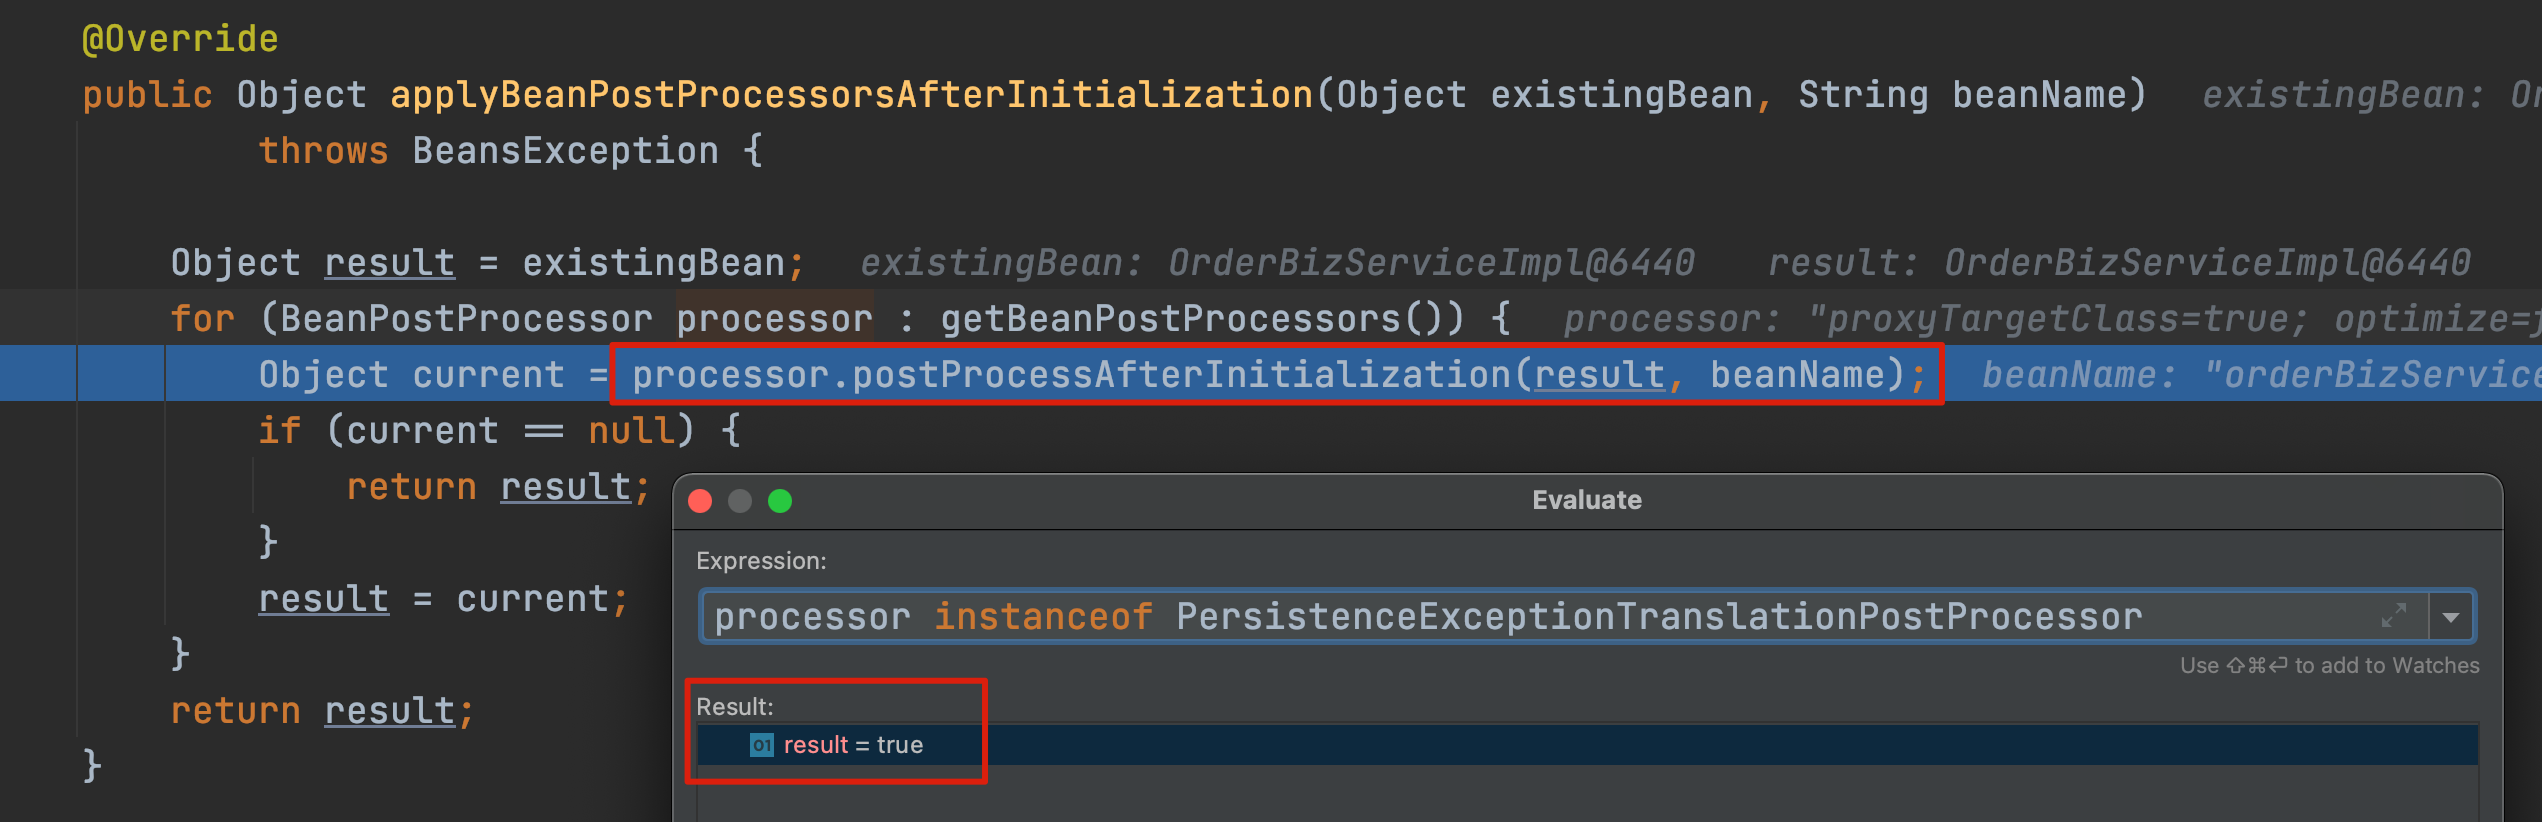 @Override
public Object applyBeanPostProcessorsAfterInitialization(Object existingBean, String beanName)   existingBean: Or
throws BeansException {
Object result = existingBean;   existingBean: OrderBizServiceImpl@6440   result: OrderBizServiceImpl@6440
for (BeanPostProcessor processor : getBeanPostProcessors()) {   processor: "proxyTargetClass=true; optimize=f
Object current = processor.postProcessAfterInitialization(result, beanName);   beanName: "orderBizService
if (current == null) {
return result;
}
result = current;
}
return result;
}
Evaluate
Expression:
processor instanceof PersistenceExceptionTranslationPostProcessor
Use ⇧⌘⏎ to add to Watches
Result:
01 result = true